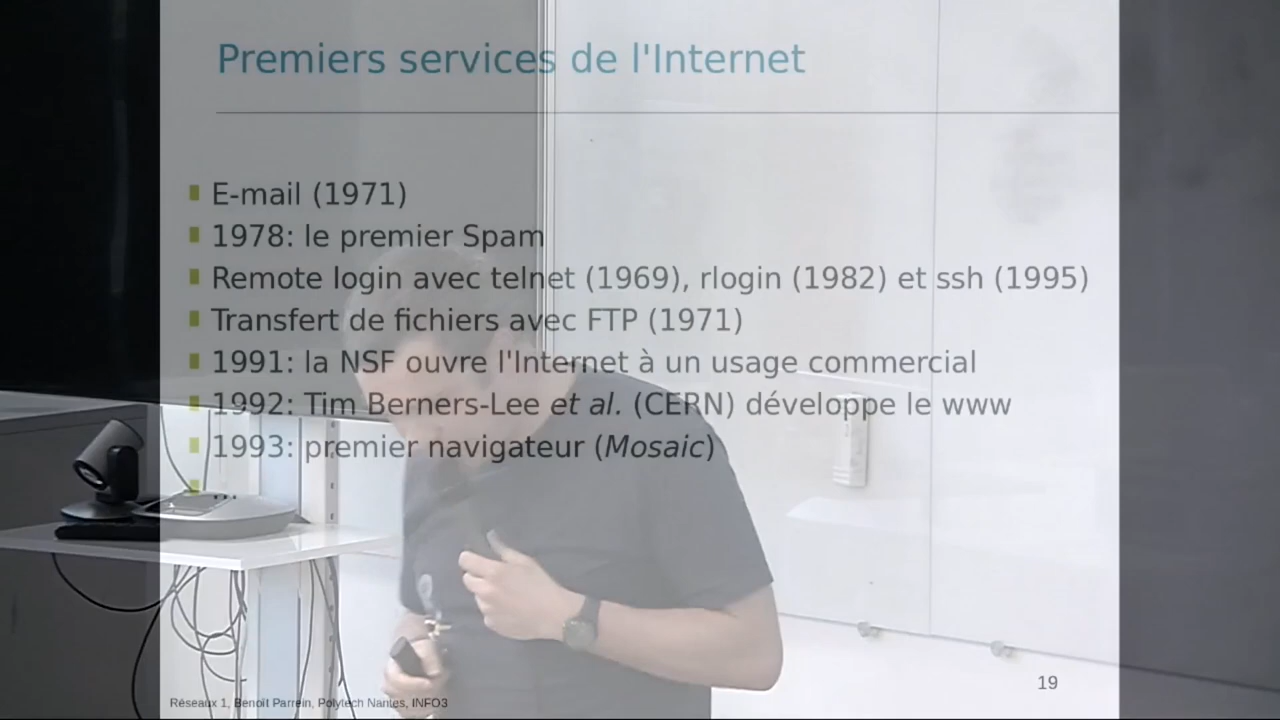 Premiers services de l'Internet
E-mail (1971)
1978: le premier Spam
Remote login avec telnet (1969), rlogin (1982) et ssh (1995)
Transfert de fichiers avec FTP (1971)
1991: la NSF ouvre l'Internet à un usage commercial
1992: Tim Berners-Lee et al. (CERN) développe le www
1993: premier navigateur (Mosaic)
19
Réseaux 1, Benoît Parrein, Polytech Nantes, INFO3